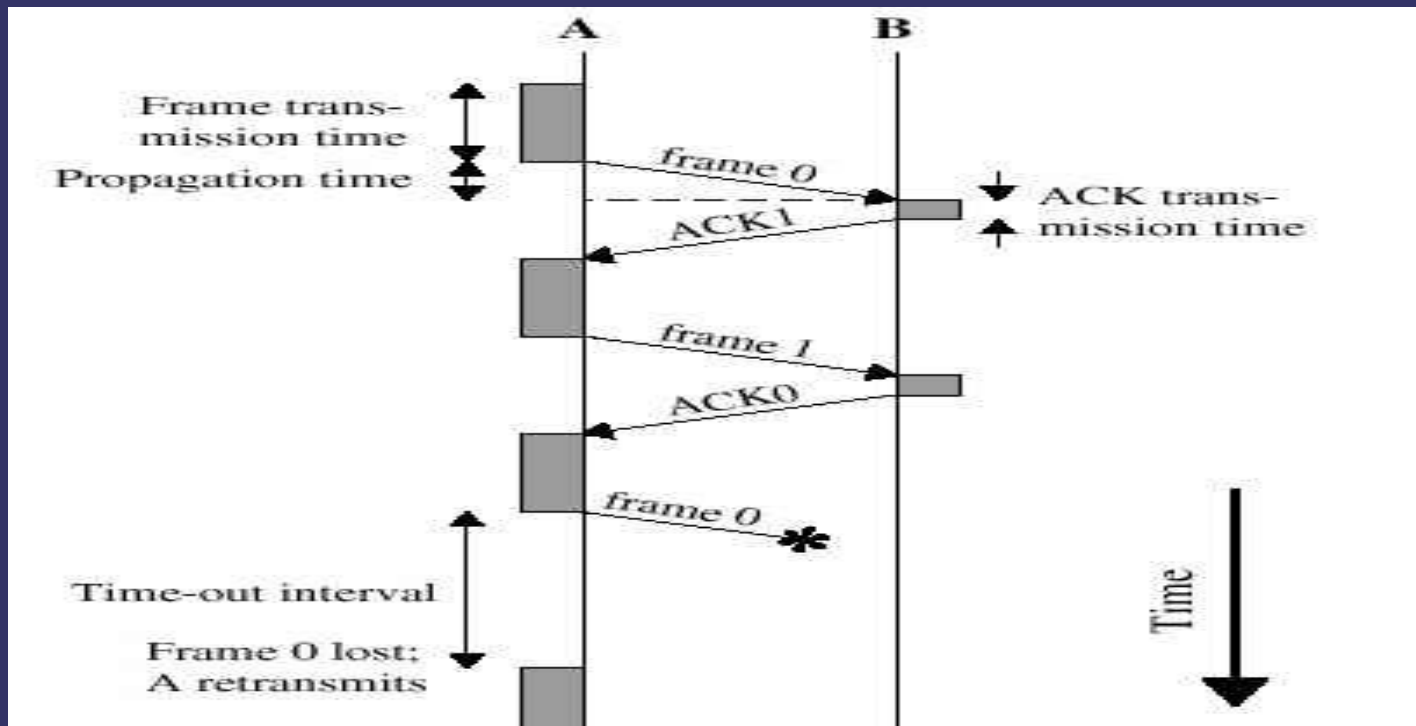 A
B
Frame trans-
mission time
Propagation time
frame 0
ACK trans-
mission time
ACK1
frame 1
ACK0
frame 0
Time-out interval
Frame 0 lost;
A retransmits
Time